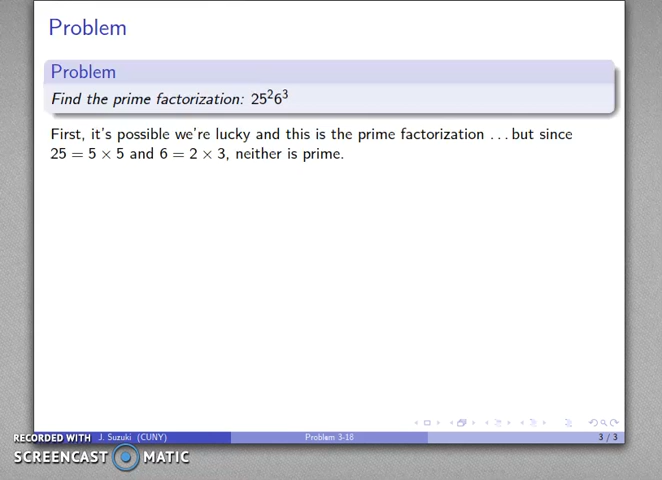 Problem
Problem
Find the prime factorization: 25²6³
First, it's possible we're lucky and this is the prime factorization . . . but since
25 = 5 × 5 and 6 = 2 × 3, neither is prime.
J. Suzuki (CUNY)
Problem 3-18
3 / 3
RECORDED WITH
SCREENCAST MATIC